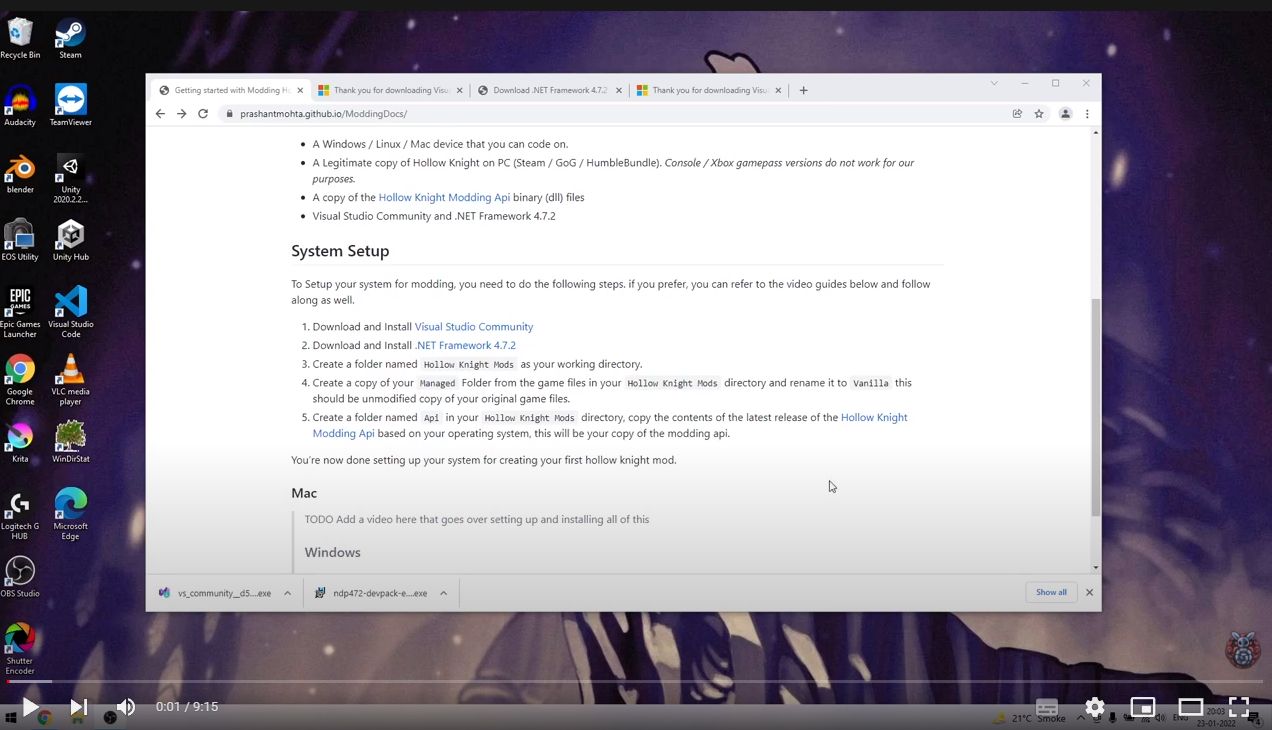 Recycle Bin
Steam
Audacity
TeamViewer
blender
Unity
2020.2.2...
EOS Utility
Unity Hub
EPIC
GAMES
Epic Games
Launcher
Visual Studio
Code
Google
Chrome
VLC media
player
Krita
WinDirStat
Logitech G
HUB
Microsoft
Edge
OBS Studio
Shutter
Encoder
Getting started with Modding Ho
Thank you for downloading Visu
Download .NET Framework 4.7.2
Thank you for downloading Visu
prashantmohta.github.io/ModdingDocs/
• A Windows / Linux / Mac device that you can code on.
• A Legitimate copy of Hollow Knight on PC (Steam / GoG / HumbleBundle). Console / Xbox gamepass versions do not work for our
purposes.
• A copy of the Hollow Knight Modding Api binary (dll) files
• Visual Studio Community and .NET Framework 4.7.2
System Setup
To Setup your system for modding, you need to do the following steps. if you prefer, you can refer to the video guides below and follow
along as well.
1. Download and Install Visual Studio Community
2. Download and Install .NET Framework 4.7.2
3. Create a folder named Hollow Knight Mods as your working directory.
4. Create a copy of your Managed Folder from the game files in your Hollow Knight Mods directory and rename it to Vanilla this
should be unmodified copy of your original game files.
5. Create a folder named Api in your Hollow Knight Mods directory, copy the contents of the latest release of the Hollow Knight
Modding Api based on your operating system, this will be your copy of the modding api.
You're now done setting up your system for creating your first hollow knight mod.
Mac
TODO Add a video here that goes over setting up and installing all of this
Windows
vs_community__d5....exe
ndp472-devpack-e....exe
Show all
0:01 / 9:15
21°C Smoke
ENG
20:03
23-01-2022
4